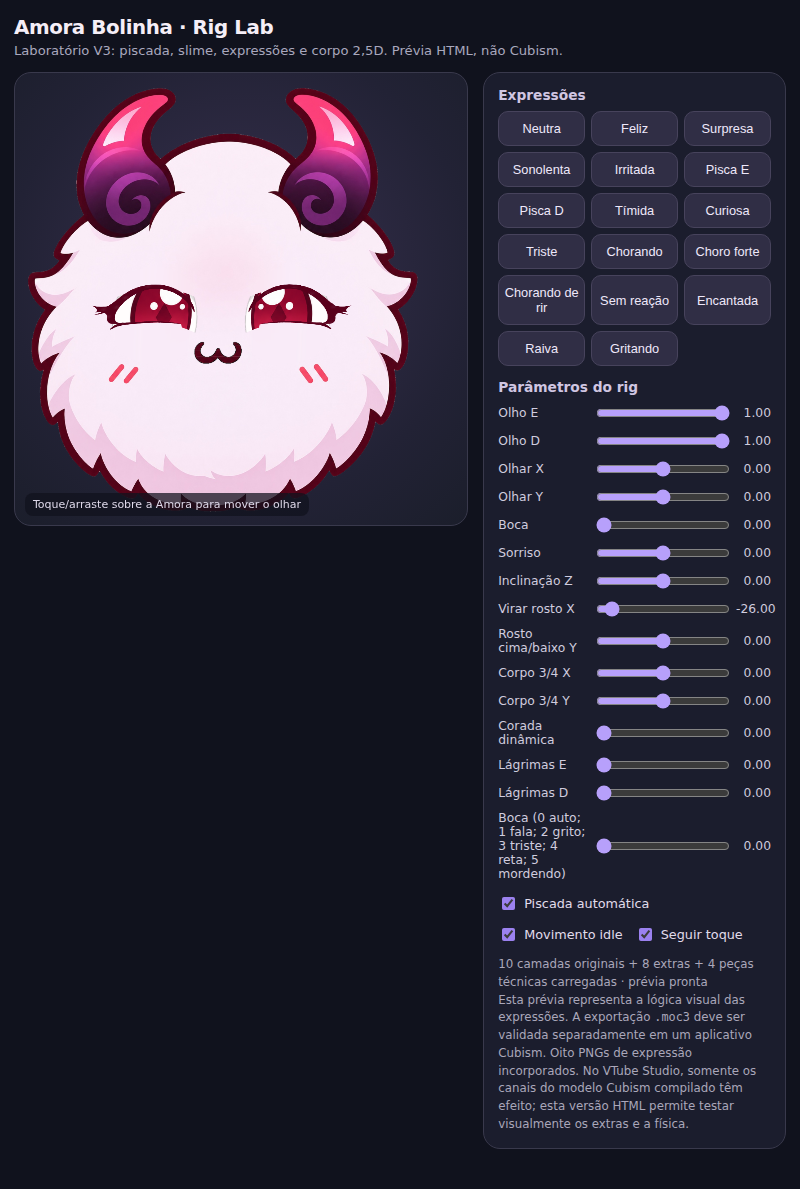 Amora Bolinha · Rig Lab
Laboratório V3: piscada, slime, expressões e corpo 2,5D. Prévia HTML, não Cubism.
Toque/arraste sobre a Amora para mover o olhar
Expressões
Neutra
Feliz
Surpresa
Sonolenta
Irritada
Pisca E
Pisca D
Tímida
Curiosa
Triste
Chorando
Choro forte
Chorando de
rir
Sem reação
Encantada
Raiva
Gritando
Parâmetros do rig
Olho E 1.00
Olho D 1.00
Olhar X 0.00
Olhar Y 0.00
Boca 0.00
Sorriso 0.00
Inclinação Z 0.00
Virar rosto X -26.00
Rosto
cima/baixo Y 0.00
Corpo 3/4 X 0.00
Corpo 3/4 Y 0.00
Corada
dinâmica 0.00
Lágrimas E 0.00
Lágrimas D 0.00
Boca (0 auto;
1 fala; 2 grito;
3 triste; 4 0.00
reta; 5
mordendo)
Piscada automática
Movimento idle Seguir toque
10 camadas originais + 8 extras + 4 peças
técnicas carregadas · prévia pronta
Esta prévia representa a lógica visual das
expressões. A exportação .moc3 deve ser
validada separadamente em um aplicativo
Cubism. Oito PNGs de expressão
incorporados. No VTube Studio, somente os
canais do modelo Cubism compilado têm
efeito; esta versão HTML permite testar
visualmente os extras e a física.